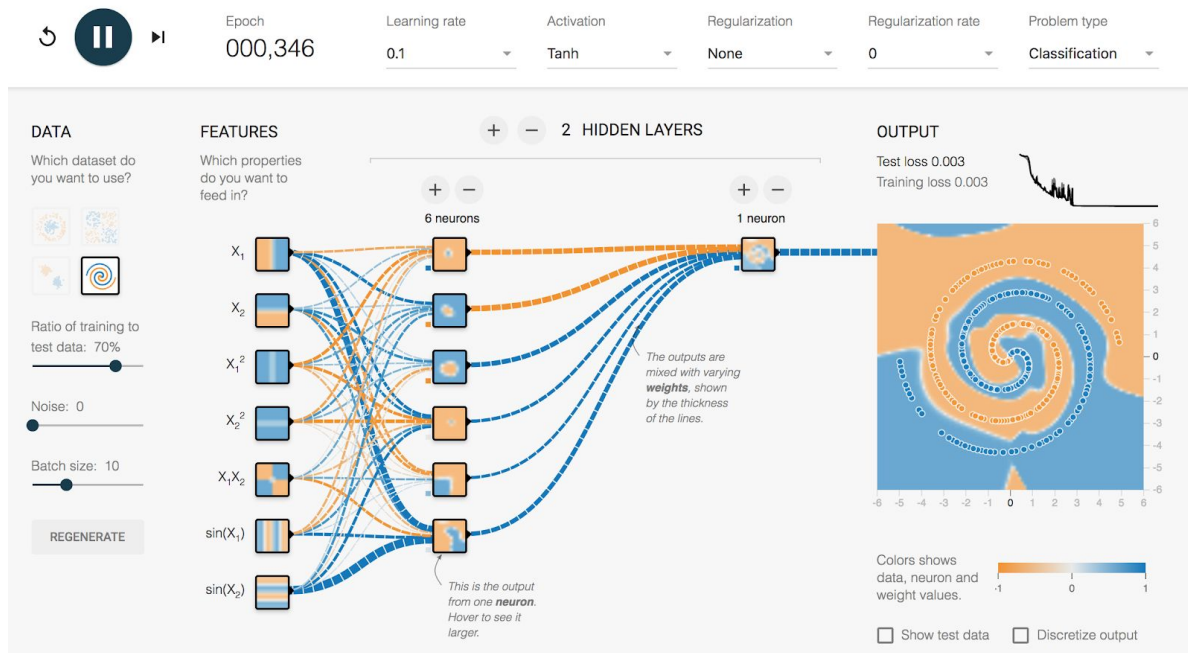 Epoch
000,346
Learning rate
0.1
Activation
Tanh
Regularization
None
Regularization rate
0
Problem type
Classification
DATA
Which dataset do
you want to use?
Ratio of training to
test data: 70%
Noise: 0
Batch size: 10
REGENERATE
FEATURES
Which properties
do you want to
feed in?
X₁
X₂
X₁²
X₂²
X₁X₂
sin(X₁)
sin(X₂)
+ − 2 HIDDEN LAYERS
+ −
6 neurons
+ −
1 neuron
The outputs are
mixed with varying
weights, shown
by the thickness
of the lines.
This is the output
from one neuron.
Hover to see it
larger.
OUTPUT
Test loss 0.003
Training loss 0.003
6
5
4
3
2
1
0
-1
-2
-3
-4
-5
-6
-6 -5 -4 -3 -2 -1 0 1 2 3 4 5 6
Colors shows
data, neuron and
weight values.
-1 0 1
Show test data
Discretize output